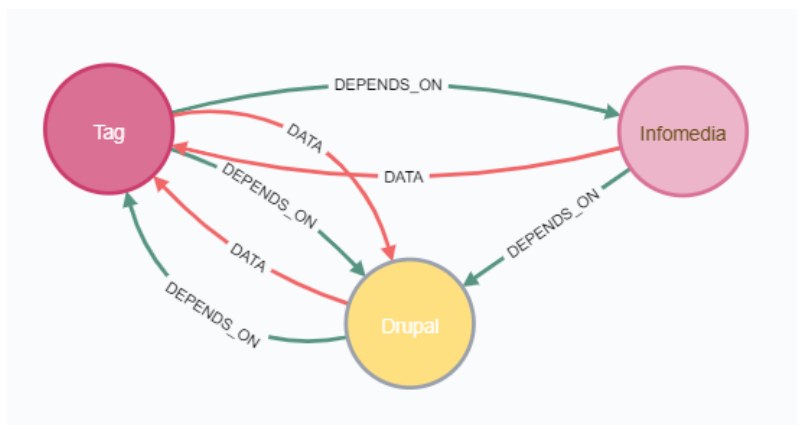 DEPENDS_ON
Tag
DATA
Infomedia
DATA
DEPENDS_ON
DEPENDS_ON
DATA
DEPENDS_ON
Drupal